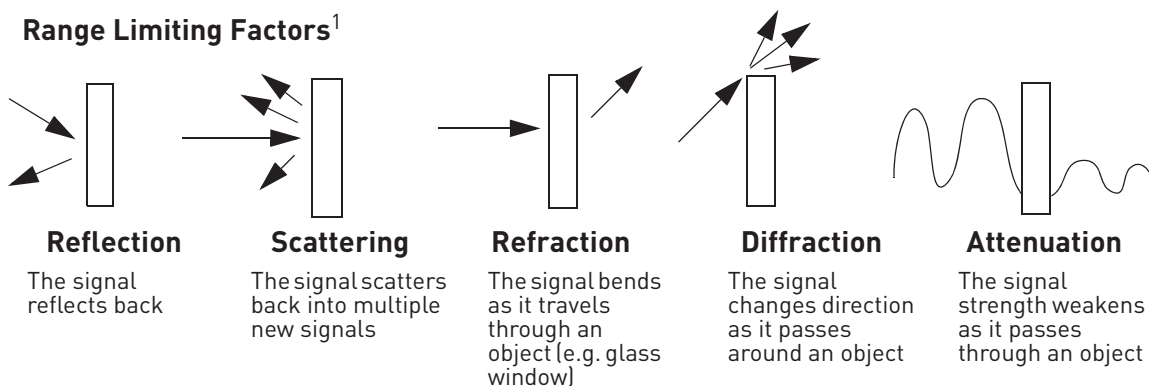 Range Limiting Factors1
Reflection
The signal
reflects back
Scattering
The signal scatters
back into multiple
new signals
Refraction
The signal bends
as it travels
through an
object (e.g. glass
window)
Diffraction
The signal
changes direction
as it passes
around an object
Attenuation
The signal
strength weakens
as it passes
through an object